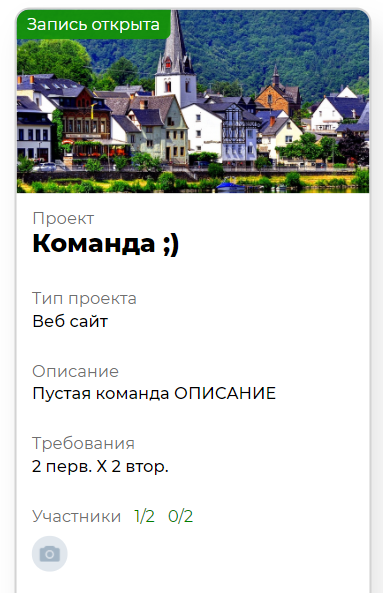 Запись открыта
Проект
Команда ;)
Тип проекта
Веб сайт
Описание
Пустая команда ОПИСАНИЕ
Требования
2 перв. X 2 втор.
Участники 1/2 0/2